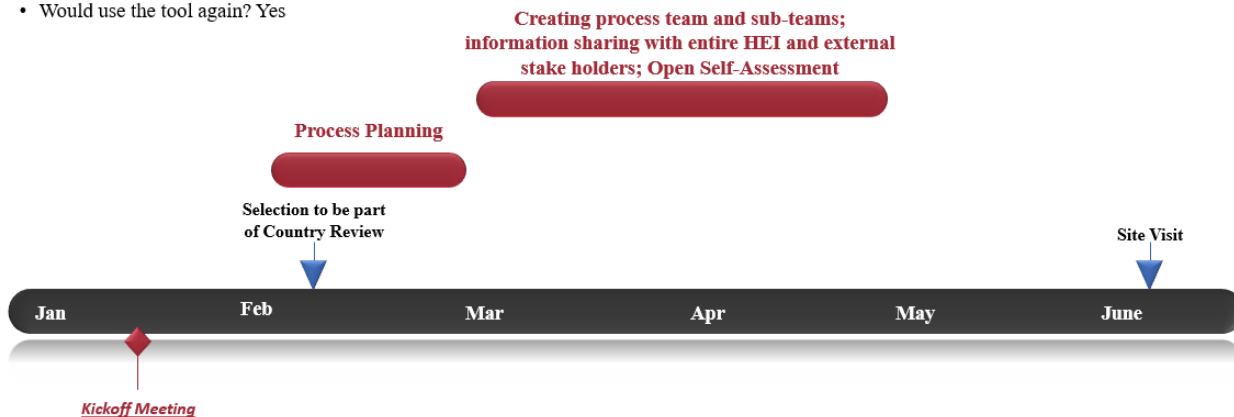 • Would use the tool again? Yes
Creating process team and sub-teams;
information sharing with entire HEI and external
stake holders; Open Self-Assessment
Process Planning
Selection to be part
of Country Review
Site Visit
Jan Feb Mar Apr May June
Kickoff Meeting